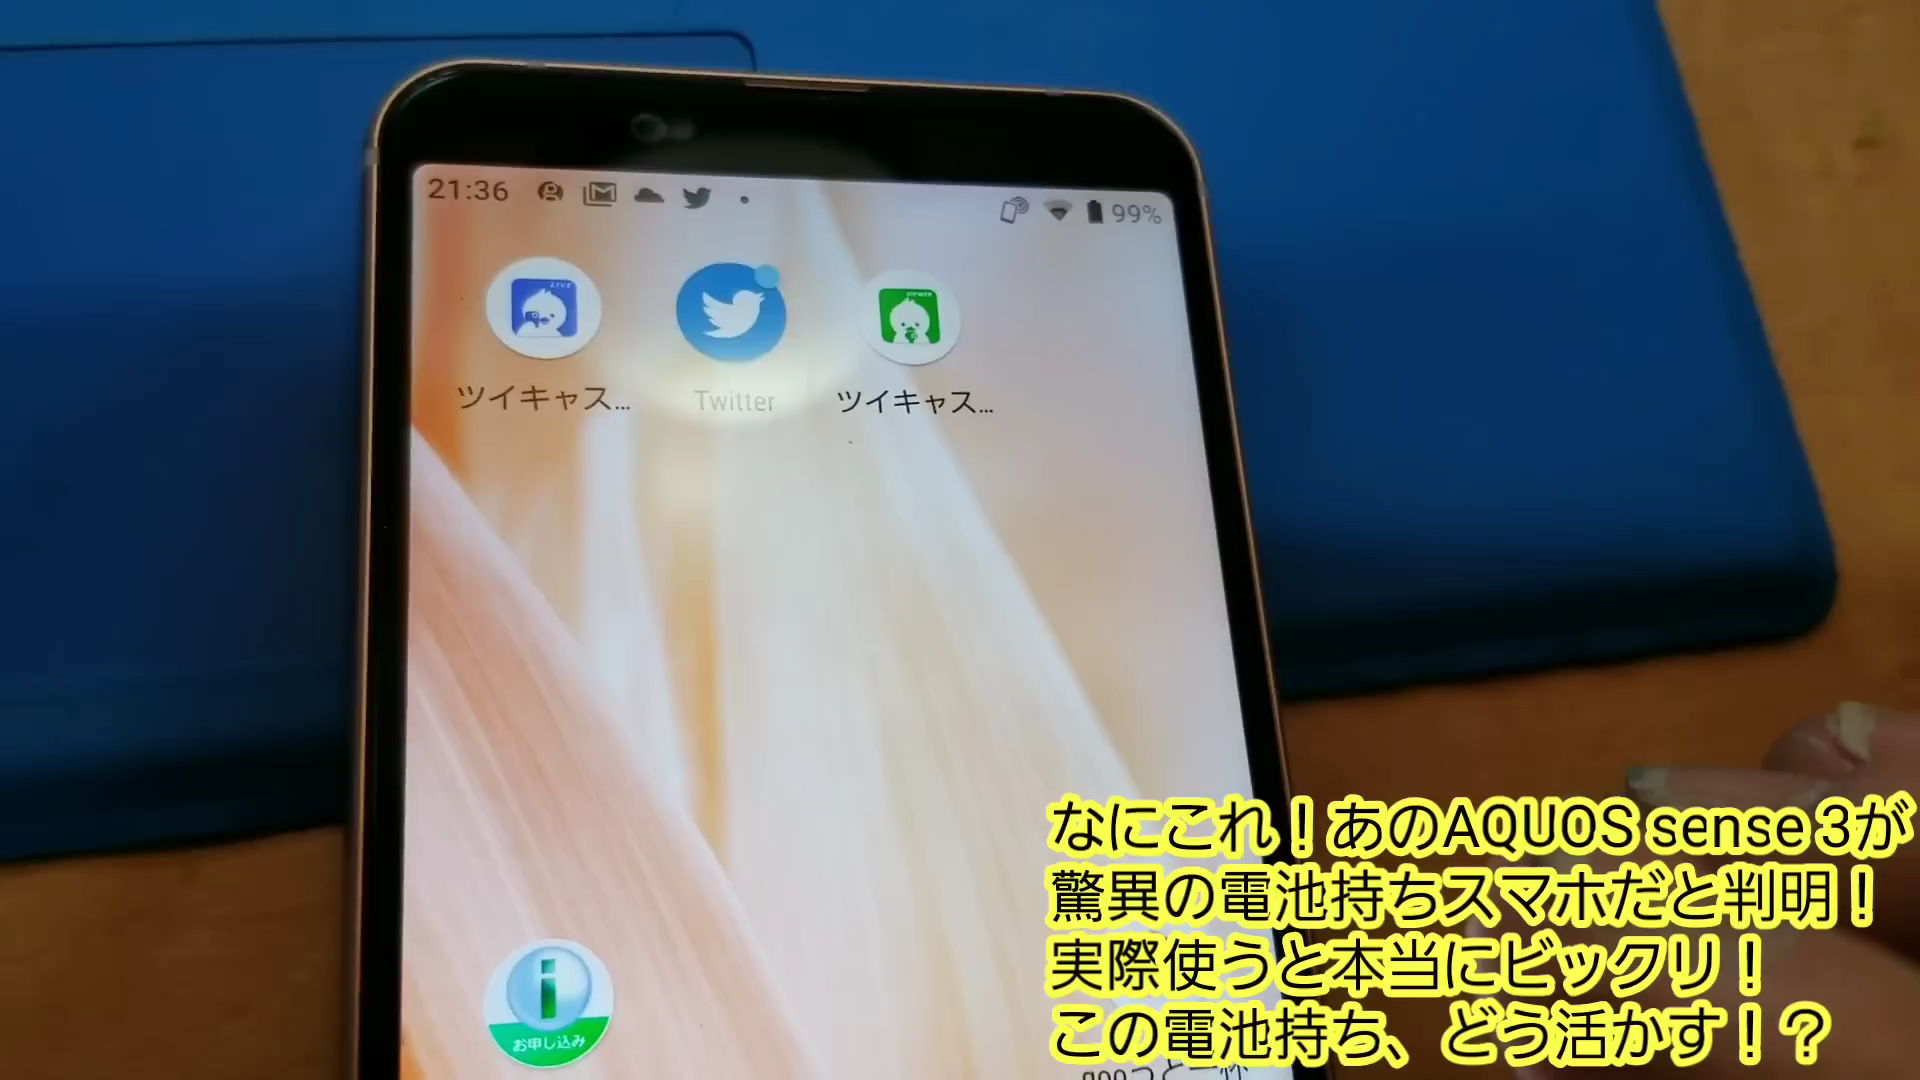 21:36
99%
LIVE
VIEWER
ツイキャス...
Twitter
ツイキャス...
お申し込み
なにこれ！あのAQUOS sense 3が
驚異の電池持ちスマホだと判明！
実際使うと本当にビックリ！
この電池持ち、どう活かす！？